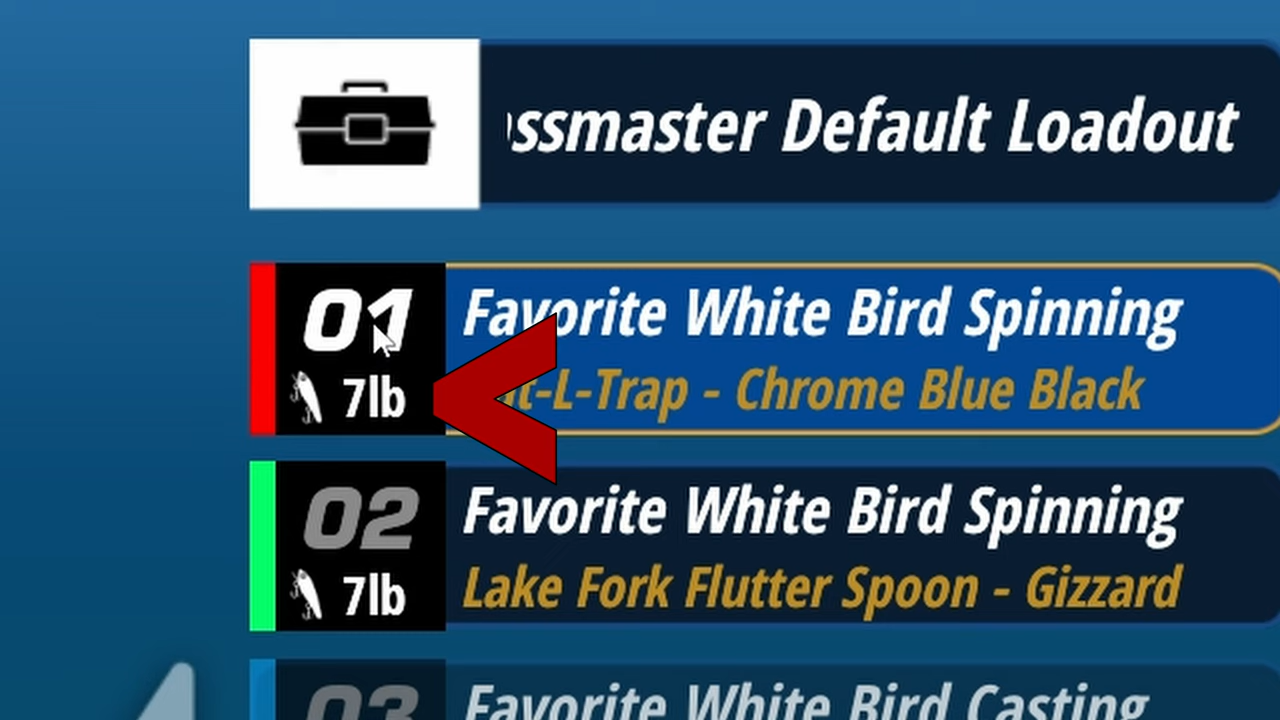 ssmaster Default Loadout
01
Favorite White Bird Spinning
7lb
t-L-Trap - Chrome Blue Black
02
Favorite White Bird Spinning
7lb
Lake Fork Flutter Spoon - Gizzard
03
Favorite White Bird Casting